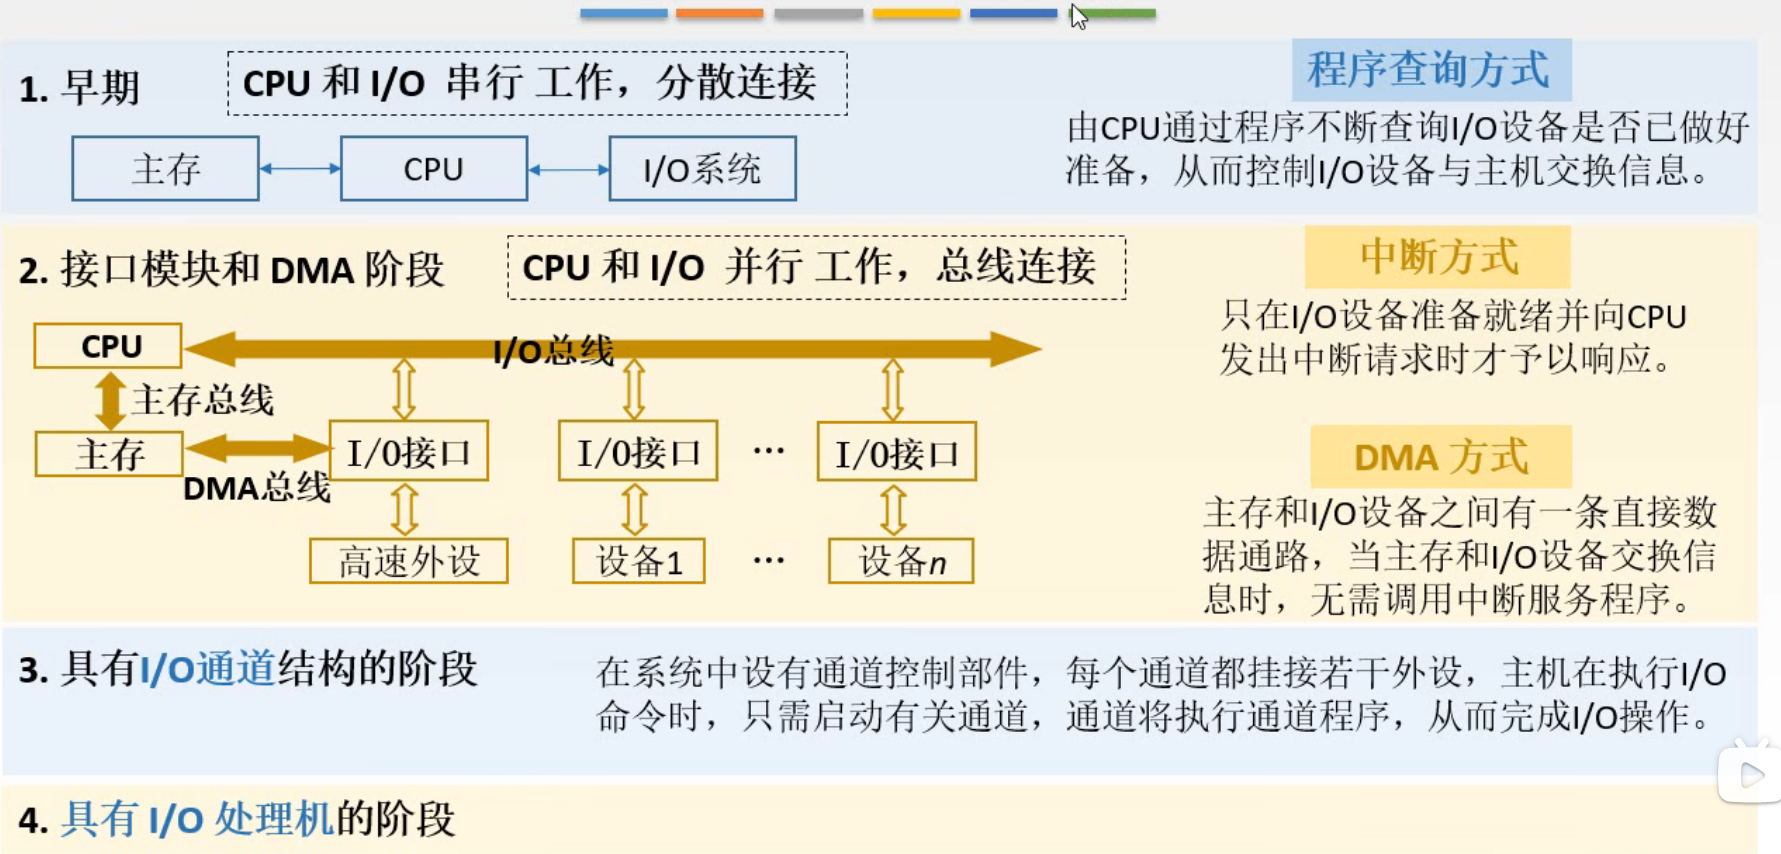 1. 早期
CPU 和 I/O 串行 工作，分散连接
程序查询方式
主存
CPU
I/O系统
由CPU通过程序不断查询I/O设备是否已做好
准备，从而控制I/O设备与主机交换信息。
2. 接口模块和 DMA 阶段
CPU 和 I/O 并行 工作，总线连接
中断方式
只在I/O设备准备就绪并向CPU
发出中断请求时才予以响应。
CPU
I/O总线
主存总线
主存
DMA总线
I/O接口
I/O接口
...
I/O接口
高速外设
设备1
...
设备n
DMA 方式
主存和I/O设备之间有一条直接数
据通路，当主存和I/O设备交换信
息时，无需调用中断服务程序。
3. 具有I/O通道结构的阶段
在系统中设有通道控制部件，每个通道都挂接若干外设，主机在执行I/O
命令时，只需启动有关通道，通道将执行通道程序，从而完成I/O操作。
4. 具有 I/O 处理机的阶段